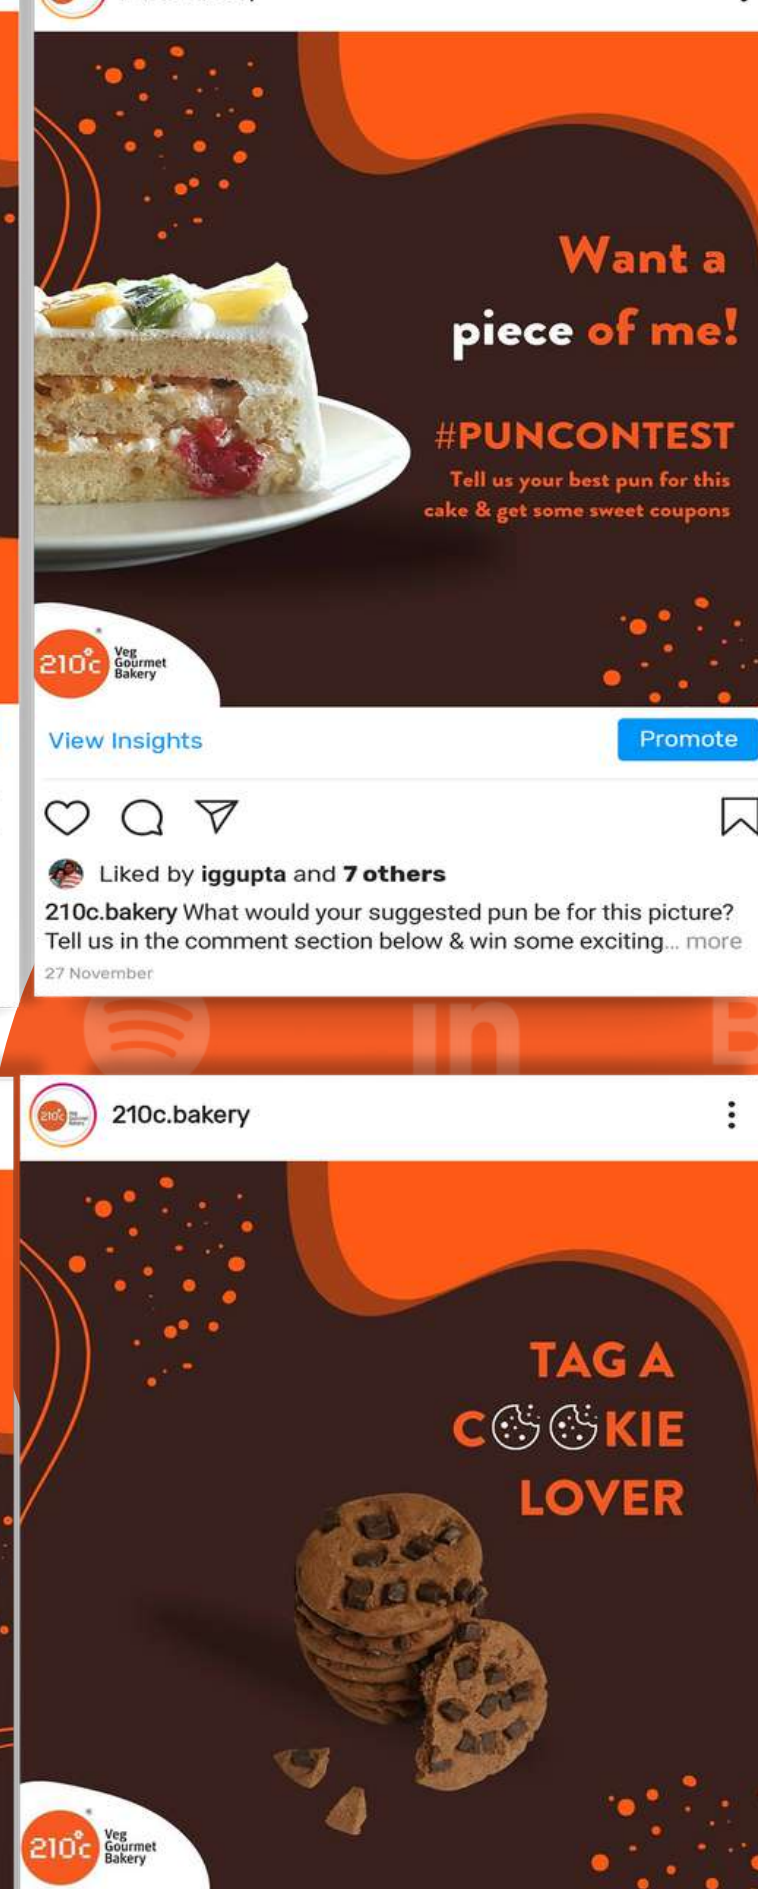 Want a
piece of me!
#PUNCONTEST
Tell us your best pun for this
cake & get some sweet coupons
210°c Veg
Gourmet
Bakery
View Insights
Promote
Liked by iggupta and 7 others
210c.bakery What would your suggested pun be for this picture?
Tell us in the comment section below & win some exciting... more
27 November
in
210c.bakery
TAG A
COOKIE
LOVER
210°c Veg
Gourmet
Bakery